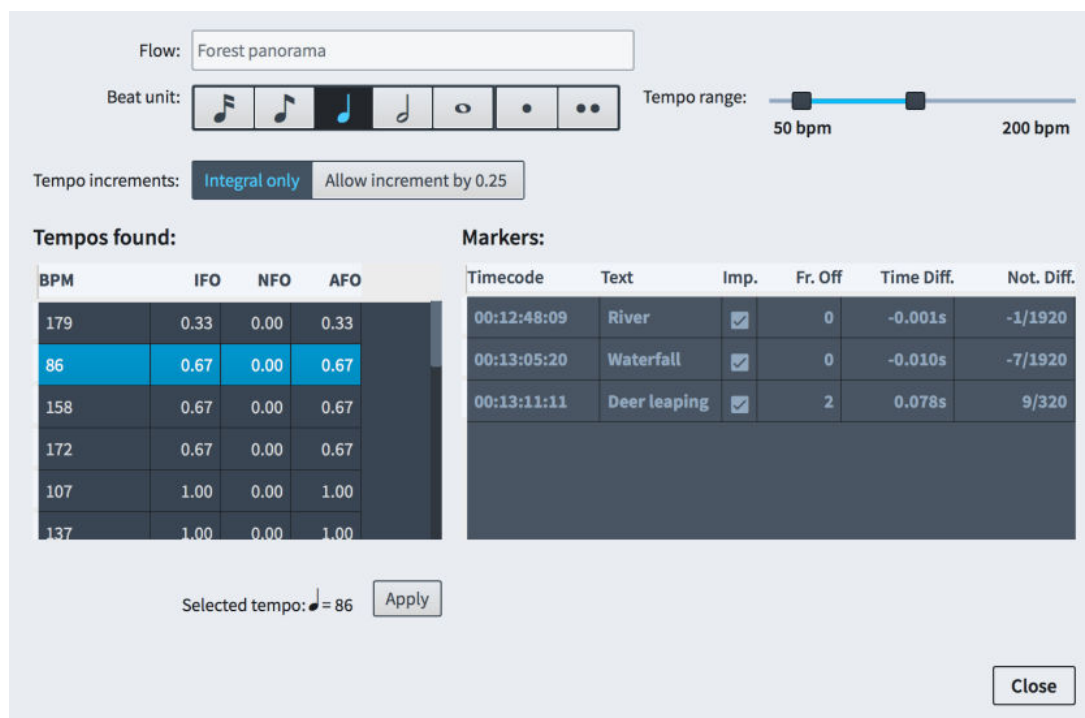 Flow: Forest panorama
Beat unit:
Tempo range:
50 bpm 200 bpm
Tempo increments: Integral only Allow increment by 0.25
Tempos found:
BPM IFO NFO AFO
179 0.33 0.00 0.33
86 0.67 0.00 0.67
158 0.67 0.00 0.67
172 0.67 0.00 0.67
107 1.00 0.00 1.00
137 1.00 0.00 1.00
Markers:
Timecode Text Imp. Fr. Off Time Diff. Not. Diff.
00:12:48:09 River 0 -0.001s -1/1920
00:13:05:20 Waterfall 0 -0.010s -7/1920
00:13:11:11 Deer leaping 2 0.078s 9/320
Selected tempo: = 86 Apply
Close